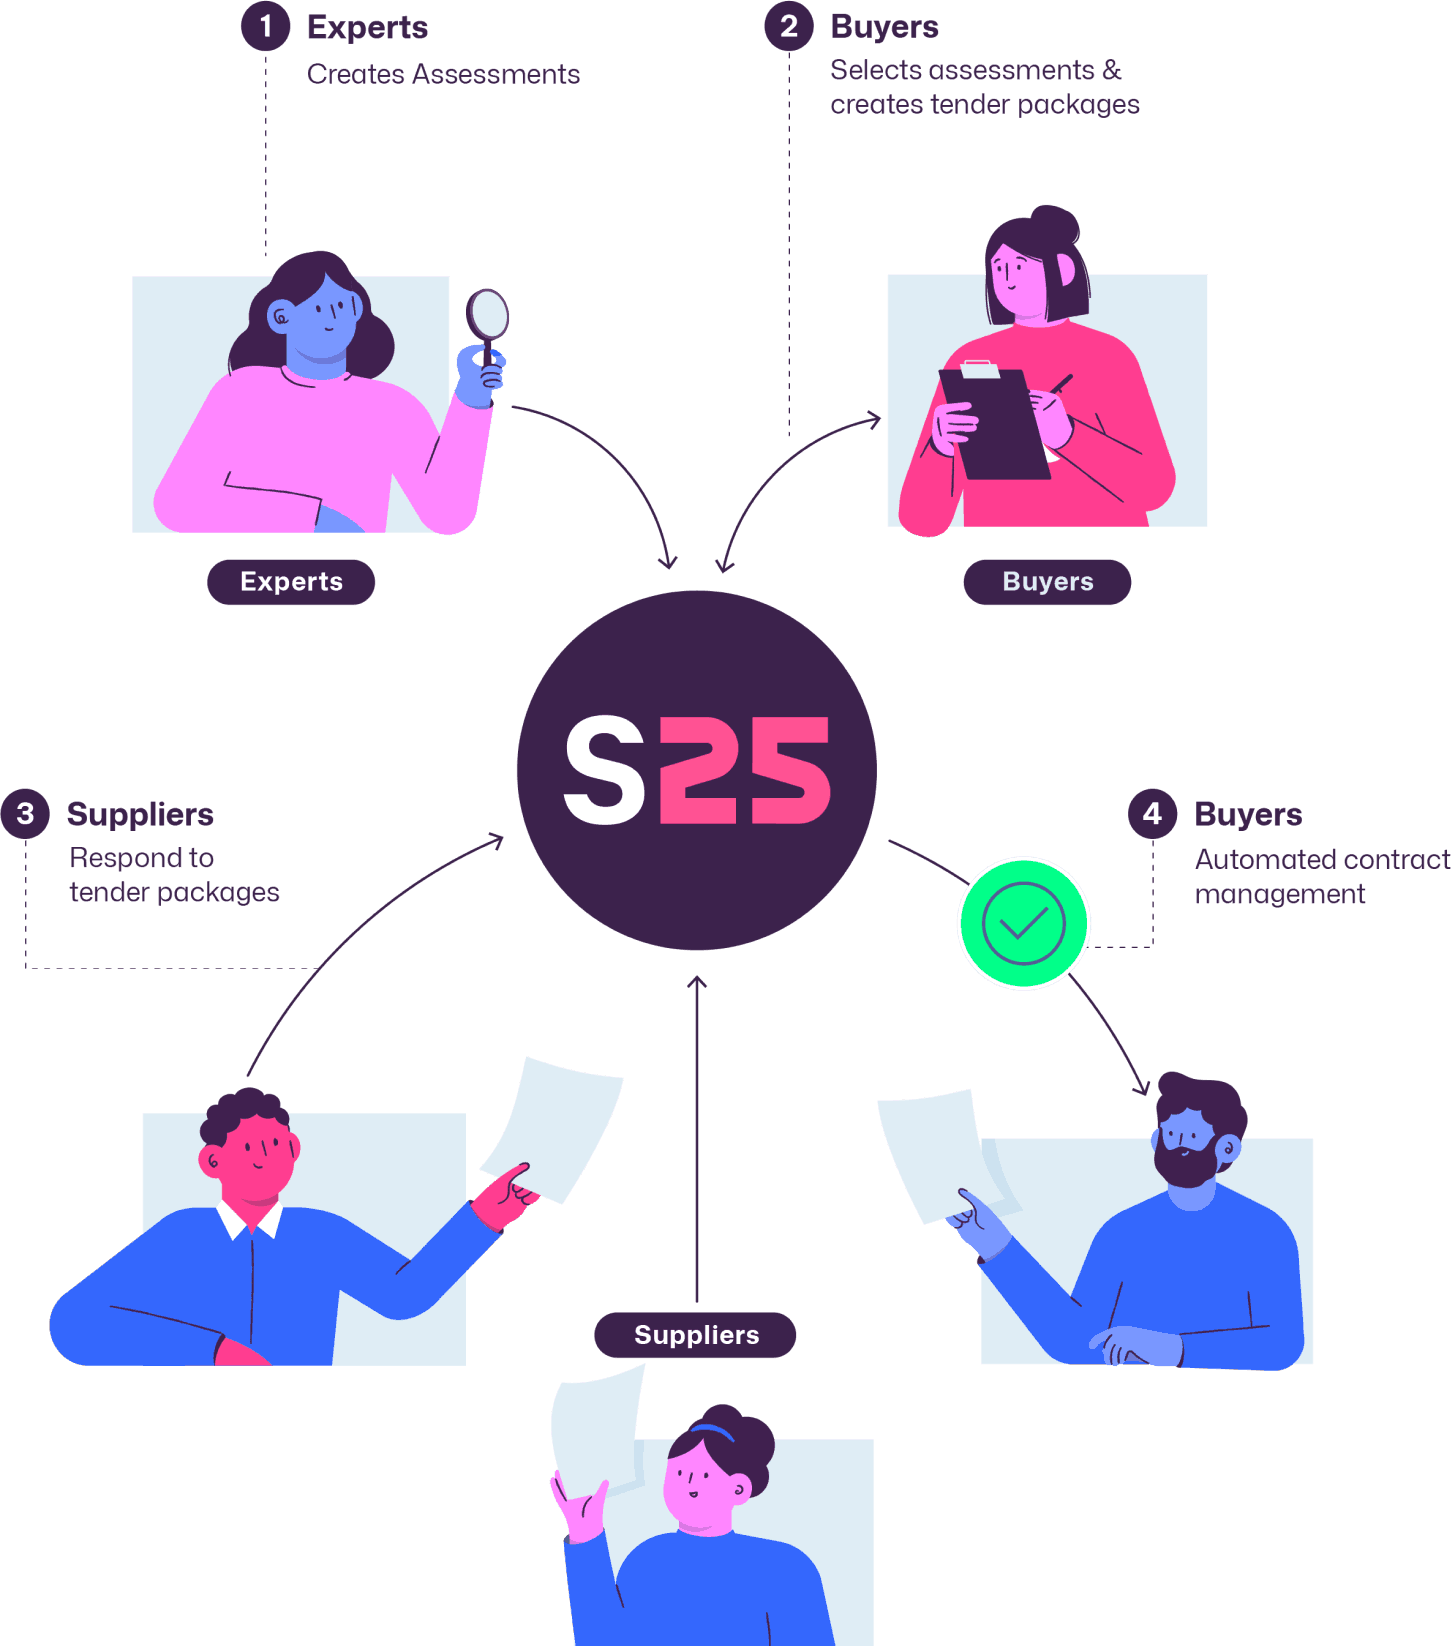 1 Experts
Creates Assessments
2 Buyers
Selects assessments &
creates tender packages
Experts
Buyers
S25
3 Suppliers
Respond to
tender packages
4 Buyers
Automated contract
management
Suppliers